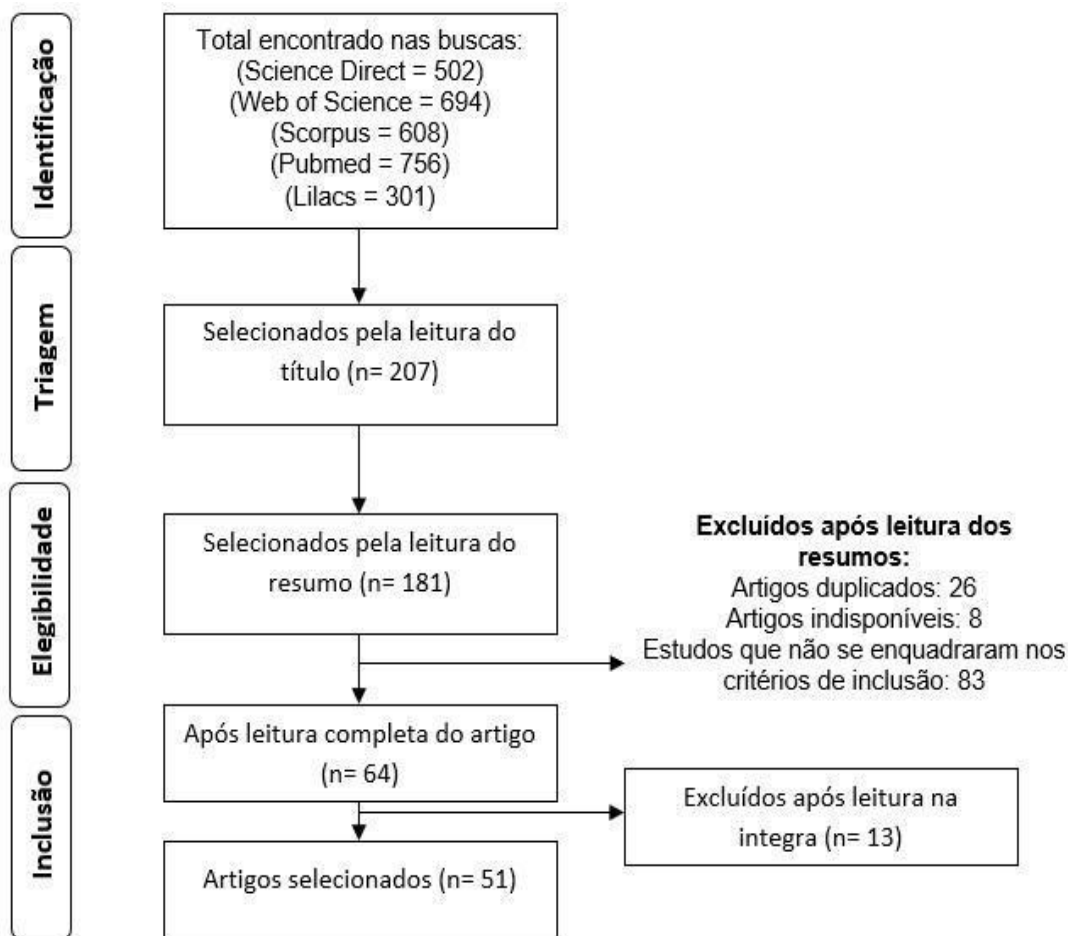 Identificação
Total encontrado nas buscas:
(Science Direct = 502)
(Web of Science = 694)
(Scorpus = 608)
(Pubmed = 756)
(Lilacs = 301)
Triagem
Selecionados pela leitura do
título (n= 207)
Elegibilidade
Selecionados pela leitura do
resumo (n= 181)
Excluídos após leitura dos
resumos:
Artigos duplicados: 26
Artigos indisponíveis: 8
Estudos que não se enquadraram nos
critérios de inclusão: 83
Inclusão
Após leitura completa do artigo
(n= 64)
Excluídos após leitura na
integra (n= 13)
Artigos selecionados (n= 51)